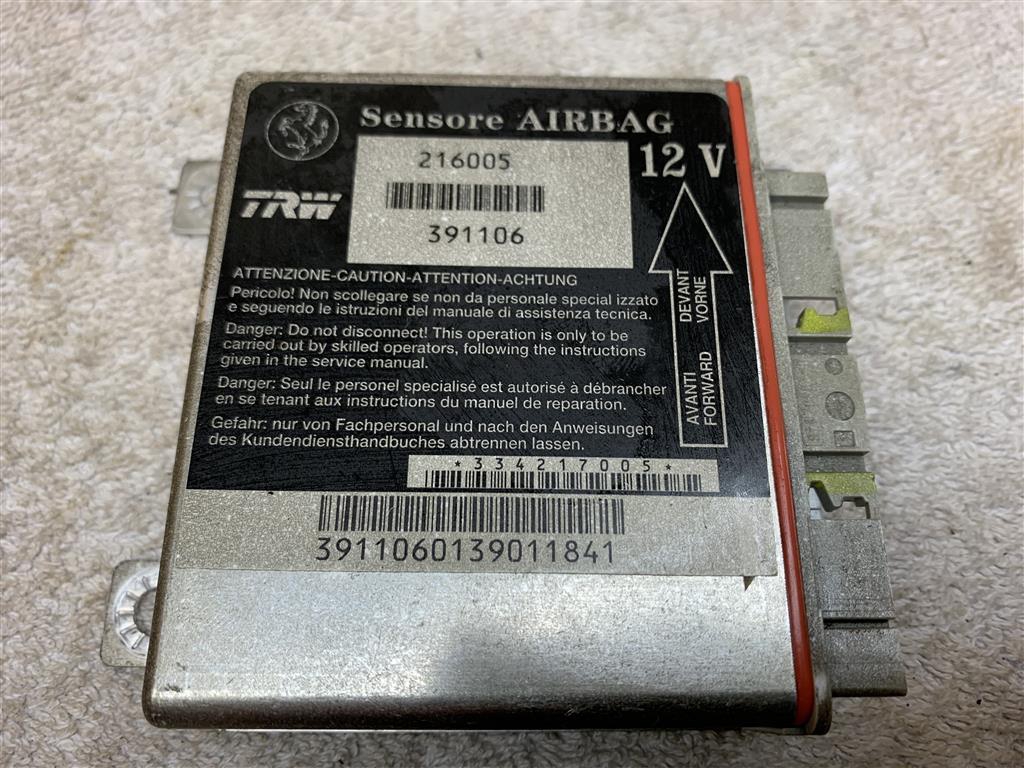 Sensore AIRBAG
12 V
216005
TRW
391106
ATTENZIONE-CAUTION-ATTENTION-ACHTUNG
Pericolo! Non scollegare se non da personale special izzato
e seguendo le istruzioni del manuale di assistenza tecnica.
Danger: Do not disconnect! This operation is only to be
carried out by skilled operators, following the instructions
given in the service manual.
Danger: Seul le personel specialisé est autorisé à débrancher
en se tenant aux instructions du manuel de reparation.
Gefahr: nur von Fachpersonal und nach den Anweisungen
des Kundendiensthandbuches abtrennen lassen.
AVANTI DEVANT
FORWARD VORNE
*334217005*
3911060139011841